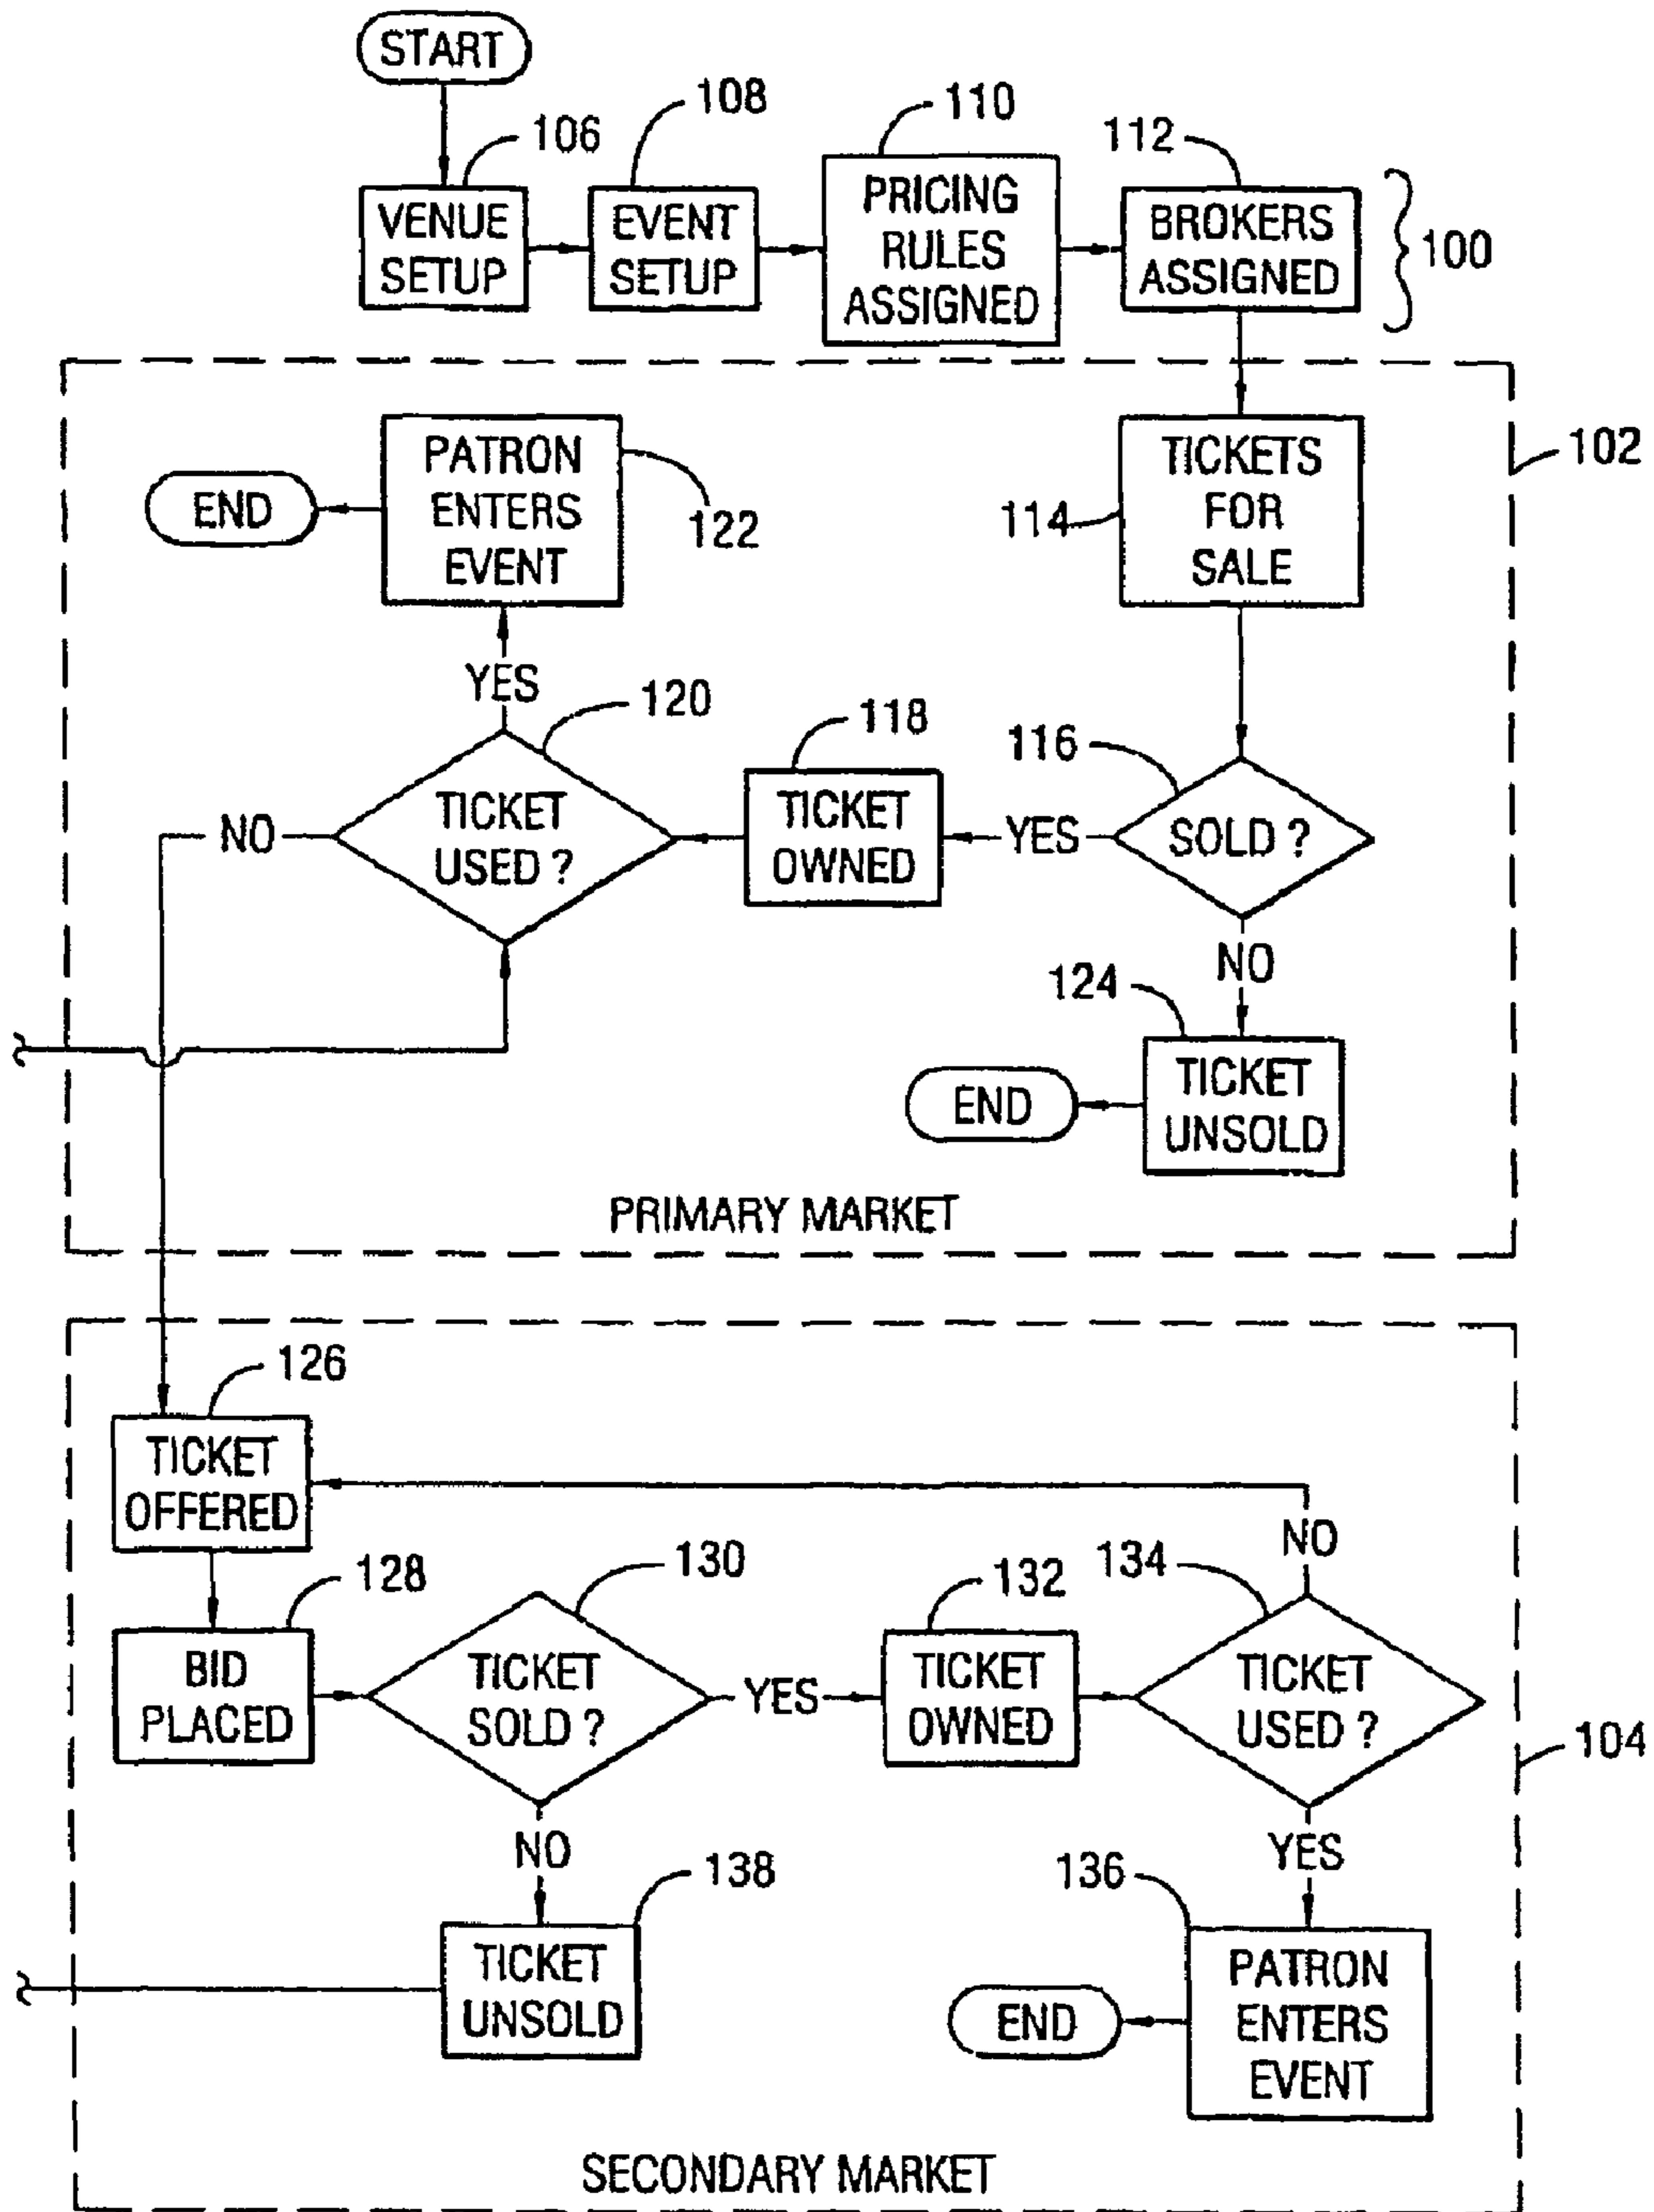 START
106
108
110
112
VENUE
SETUP
EVENT
SETUP
PRICING
RULES
ASSIGNED
BROKERS
ASSIGNED
100
102
PATRON
ENTERS
EVENT
122
END
TICKETS
FOR
SALE
114
YES
120
118
116
NO
TICKET
USED ?
TICKET
OWNED
YES
SOLD ?
NO
124
TICKET
UNSOLD
END
PRIMARY MARKET
126
TICKET
OFFERED
NO
128
130
132
134
BID
PLACED
TICKET
SOLD ?
YES
TICKET
OWNED
TICKET
USED ?
104
NO
138
YES
136
TICKET
UNSOLD
PATRON
ENTERS
EVENT
END
SECONDARY MARKET